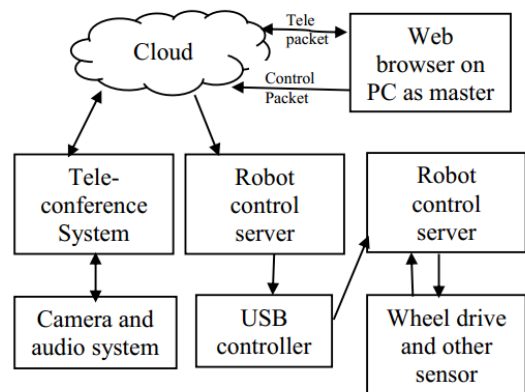 Cloud
Tele
packet
Control
Packet
Web
browser on
PC as master
Tele-
conference
System
Robot
control
server
Robot
control
server
Camera and
audio system
USB
controller
Wheel drive
and other
sensor